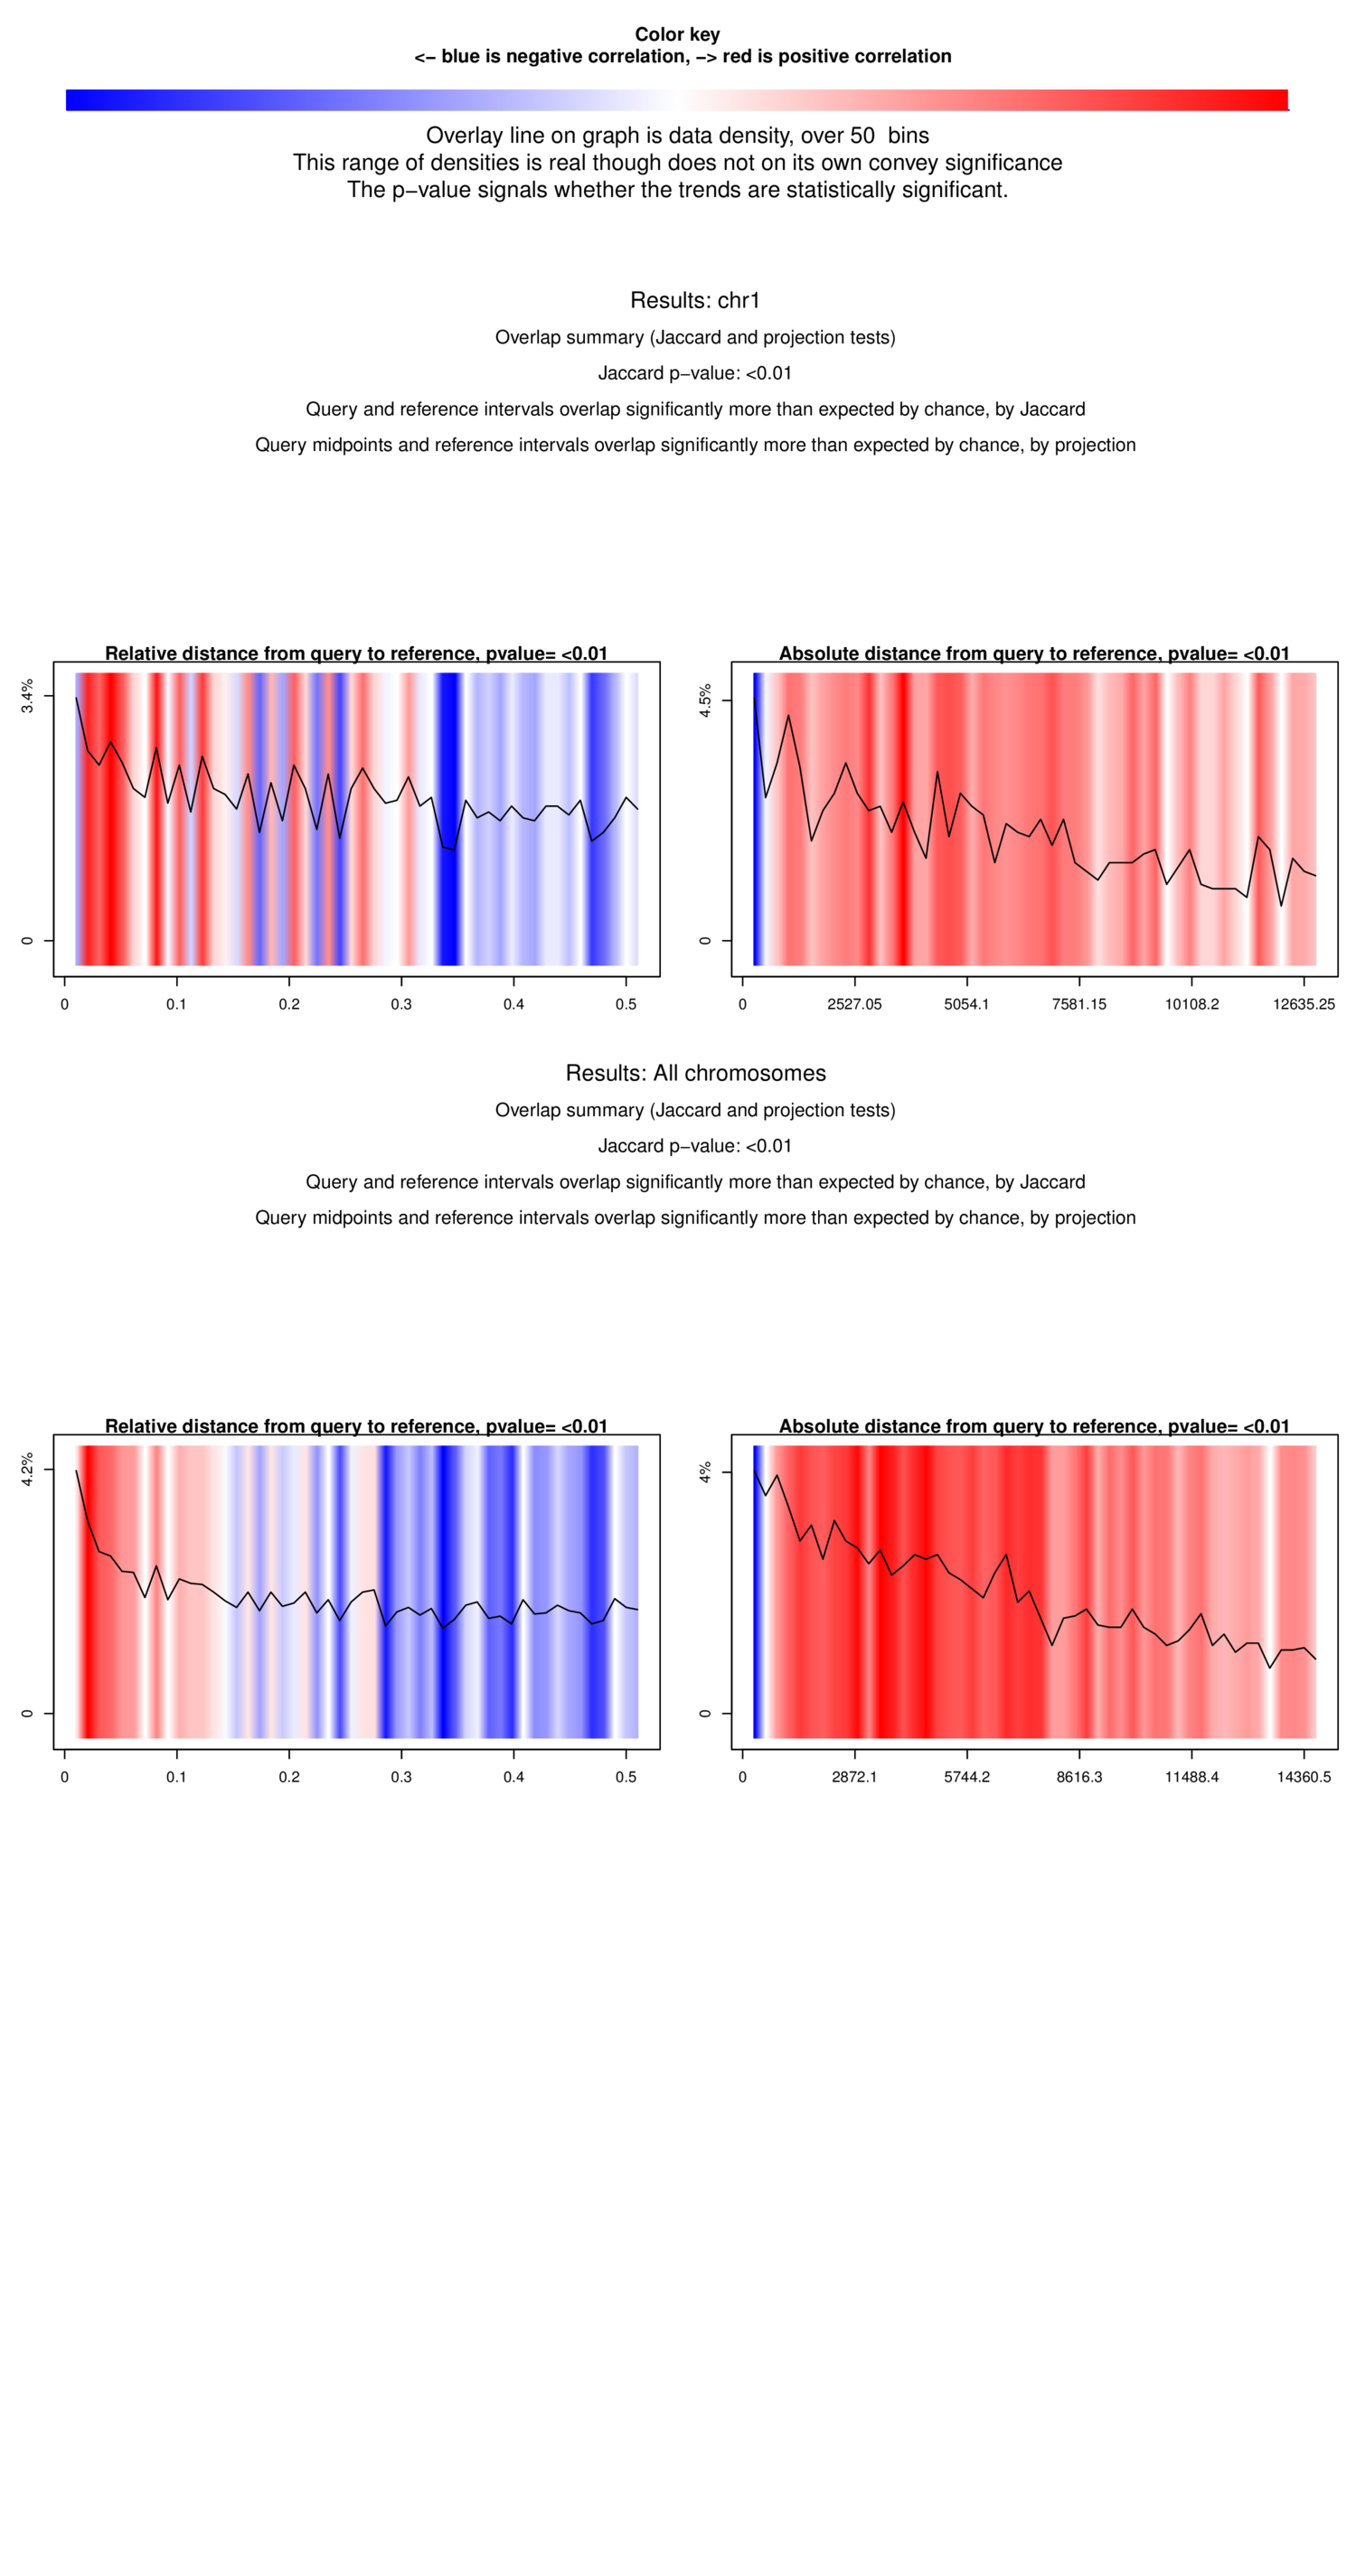 Color key
<− blue is negative correlation, −> red is positive correlation
Overlay line on graph is data density, over 50  bins
This range of densities is real though does not on its own convey significance
The p−value signals whether the trends are statistically significant.
Results: chr1
Overlap summary (Jaccard and projection tests)
Jaccard p−value: <0.01
Query and reference intervals overlap significantly more than expected by chance, by Jaccard
Query midpoints and reference intervals overlap significantly more than expected by chance, by projection
Relative distance from query to reference, pvalue= <0.01
3.4%
0
0 0.1 0.2 0.3 0.4 0.5
Absolute distance from query to reference, pvalue= <0.01
4.5%
0
0 2527.05 5054.1 7581.15 10108.2 12635.25
Results: All chromosomes
Overlap summary (Jaccard and projection tests)
Jaccard p−value: <0.01
Query and reference intervals overlap significantly more than expected by chance, by Jaccard
Query midpoints and reference intervals overlap significantly more than expected by chance, by projection
Relative distance from query to reference, pvalue= <0.01
4.2%
0
0 0.1 0.2 0.3 0.4 0.5
Absolute distance from query to reference, pvalue= <0.01
4%
0
0 2872.1 5744.2 8616.3 11488.4 14360.5